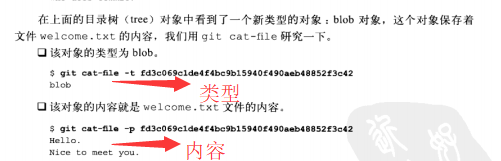 在上面的目录树（tree）对象中看到了一个新类型的对象：blob 对象，这个对象保存着
文件 welcome.txt 的内容，我们用 git cat-file 研究一下。
❑ 该对象的类型为 blob。
$ git cat-file -t fd3c069c1de4f4bc9b15940f490aeb48852f3c42
blob
类型
❑ 该对象的内容就是 welcome.txt 文件的内容。
$ git cat-file -p fd3c069c1de4f4bc9b15940f490aeb48852f3c42
Hello.
内容
Nice to meet you.